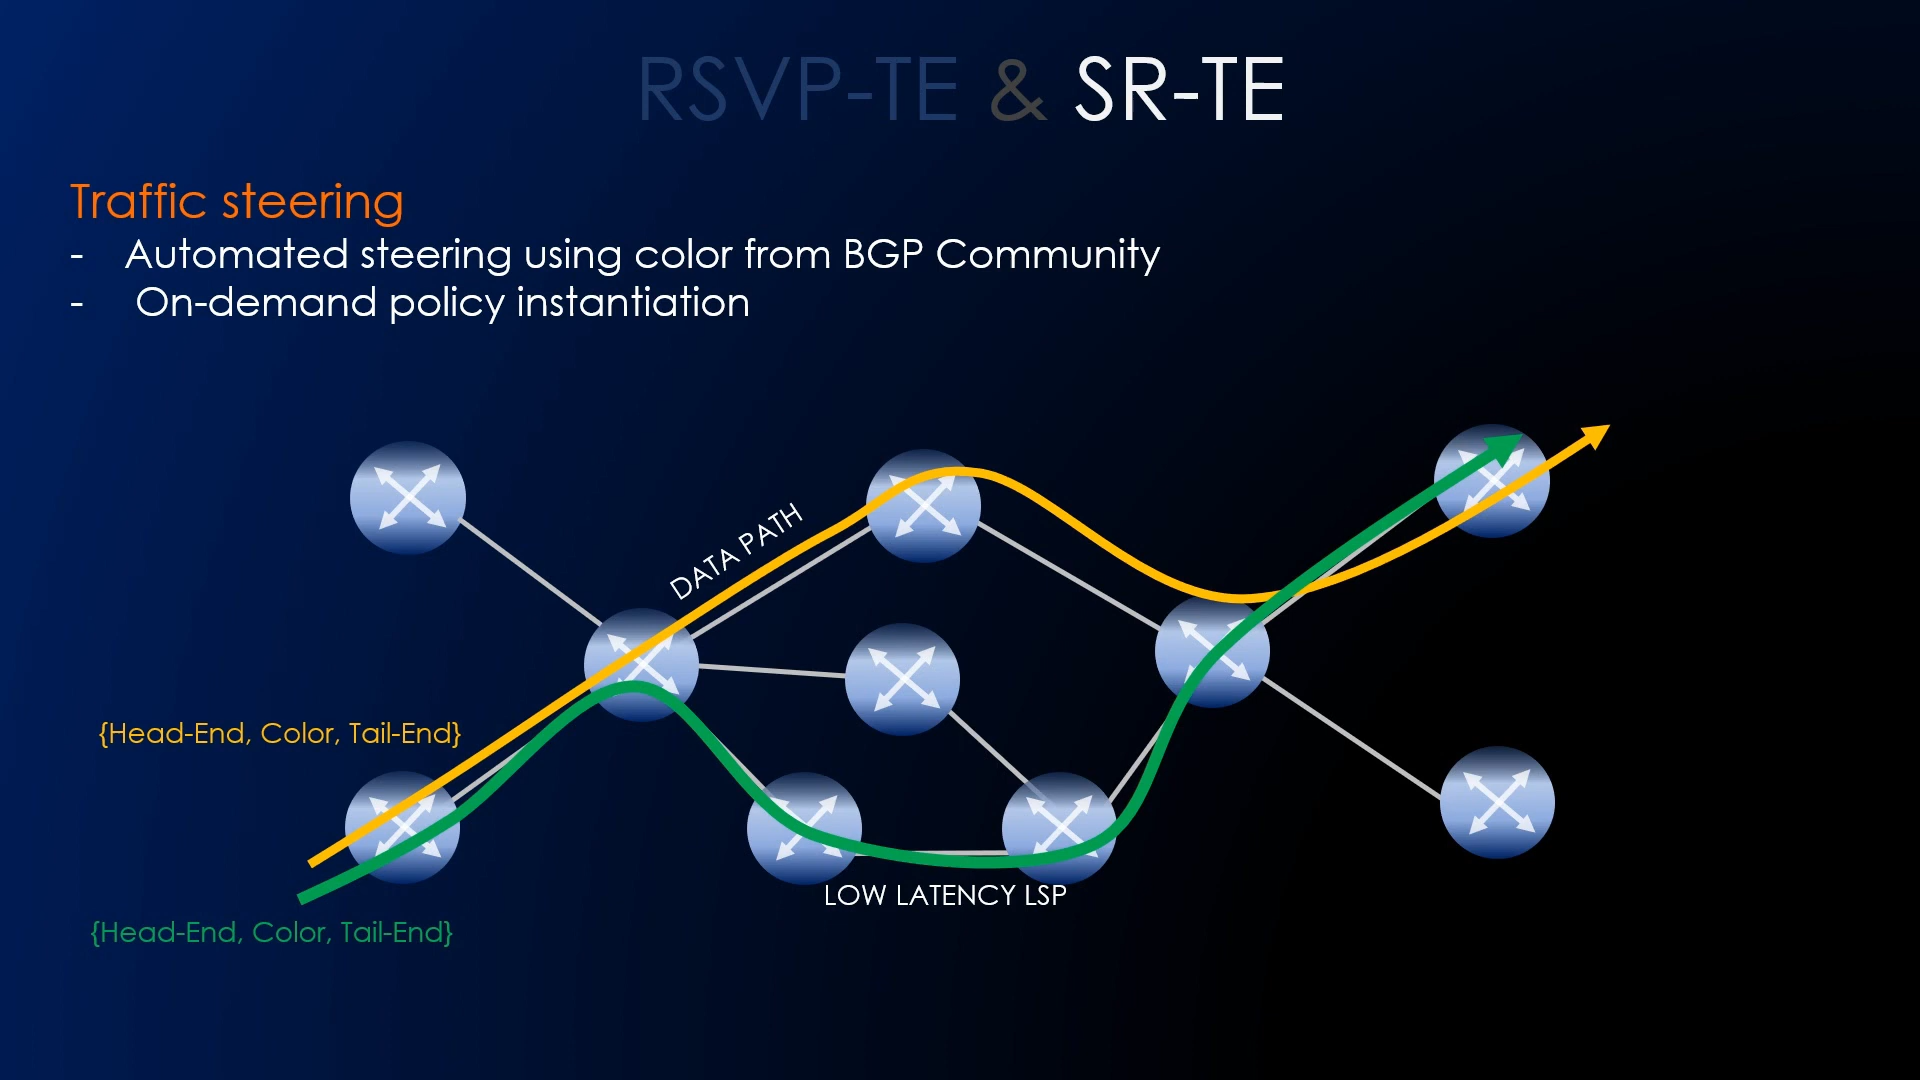 RSVP-TE & SR-TE
Traffic steering
- Automated steering using color from BGP Community
- On-demand policy instantiation
DATA PATH
{Head-End, Color, Tail-End}
LOW LATENCY LSP
{Head-End, Color, Tail-End}